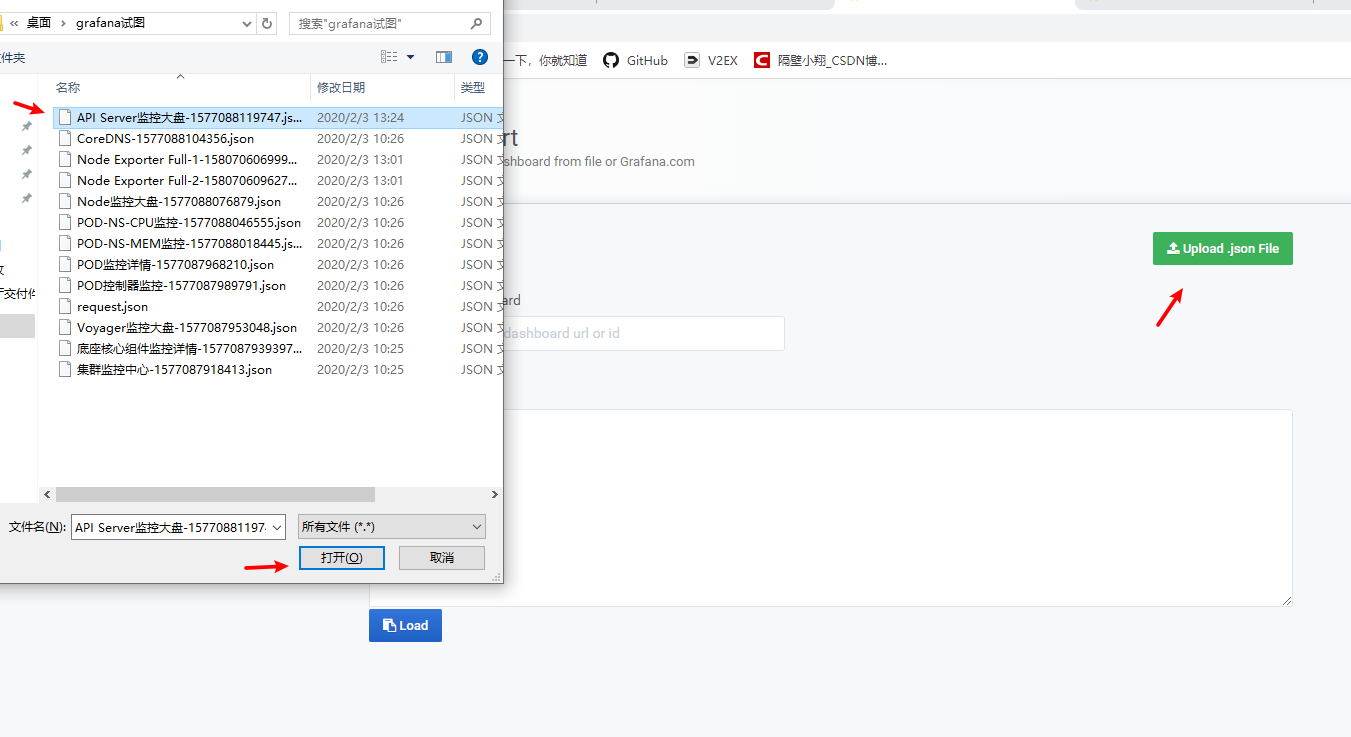 « 桌面 › grafana试图
搜索"grafana试图"
件夹
名称 修改日期 类型
API Server监控大盘-1577088119747.js... 2020/2/3 13:24 JSON 文
CoreDNS-1577088104356.json 2020/2/3 10:26 JSON 文
Node Exporter Full-1-158070606999... 2020/2/3 13:01 JSON 文
Node Exporter Full-2-158070609627... 2020/2/3 13:01 JSON 文
Node监控大盘-1577088076879.json 2020/2/3 10:26 JSON 文
POD-NS-CPU监控-1577088046555.json 2020/2/3 10:26 JSON 文
POD-NS-MEM监控-1577088018445.js... 2020/2/3 10:26 JSON 文
POD监控详情-1577087968210.json 2020/2/3 10:26 JSON 文
POD控制器监控-1577087989791.json 2020/2/3 10:26 JSON 文
request.json 2020/2/3 10:26 JSON 文
Voyager监控大盘-1577087953048.json 2020/2/3 10:26 JSON 文
底座核心组件监控详情-1577087939397... 2020/2/3 10:25 JSON 文
集群监控中心-1577087918413.json 2020/2/3 10:25 JSON 文
交付件
文件名(N): API Server监控大盘-15770881197 所有文件 (*.*)
打开(O) 取消
一下，你就知道 GitHub V2EX 隔壁小翔_CSDN博...
rt
shboard from file or Grafana.com
Upload .json File
ard
dashboard url or id
Load